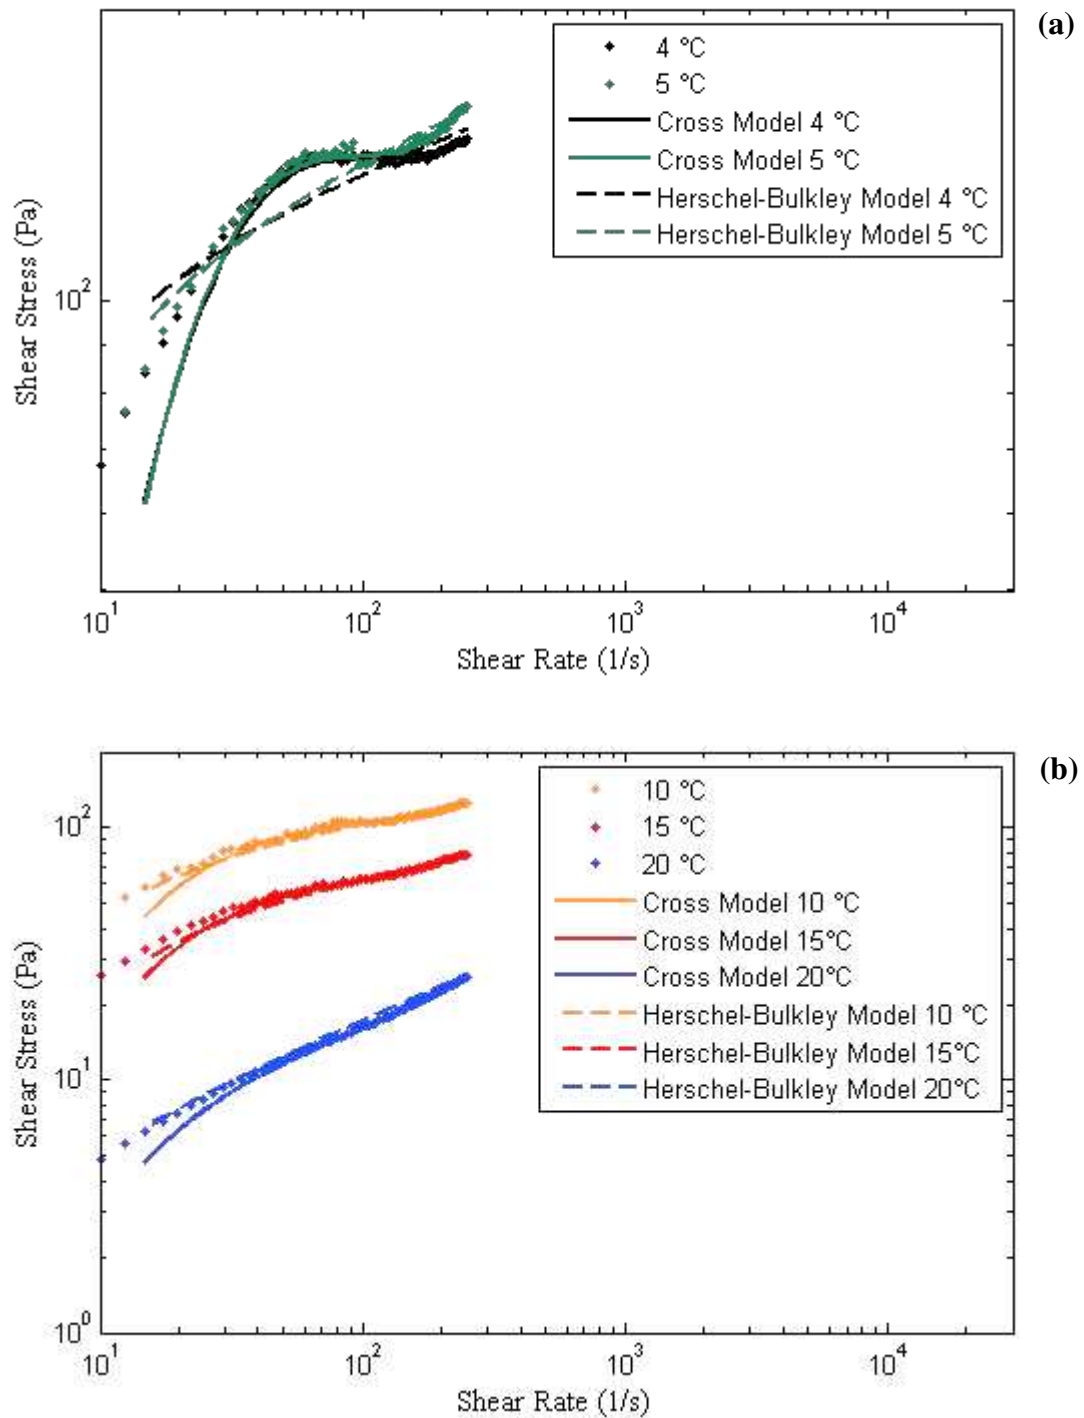 (a)
4 °C
5 °C
Cross Model 4 °C
Cross Model 5 °C
Herschel-Bulkley Model 4 °C
Herschel-Bulkley Model 5 °C
Shear Stress (Pa)
10²
10¹ 10² 10³ 10⁴
Shear Rate (1/s)
(b)
10 °C
15 °C
20 °C
Cross Model 10 °C
Cross Model 15°C
Cross Model 20°C
Herschel-Bulkley Model 10 °C
Herschel-Bulkley Model 15°C
Herschel-Bulkley Model 20°C
Shear Stress (Pa)
10²
10¹
10⁰
10¹ 10² 10³ 10⁴
Shear Rate (1/s)